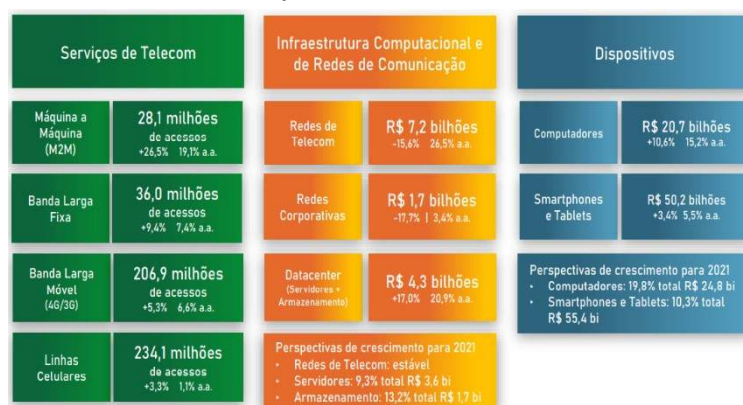 Serviços de Telecom
Máquina a
Máquina
(M2M)
28,1 milhões
de acessos
+26,5% 19,1% a.a.
Banda Larga
Fixa
36,0 milhões
de acessos
+9,4% 7,4% a.a.
Banda Larga
Móvel
(4G/3G)
206,9 milhões
de acessos
+5,3% 6,6% a.a.
Linhas
Celulares
234,1 milhões
de acessos
+3,3% 1,1% a.a.
Infraestrutura Computacional e
de Redes de Comunicação
Redes de
Telecom
R$ 7,2 bilhões
-15,6% 26,5% a.a.
Redes
Corporativas
R$ 1,7 bilhões
-17,7% | 3,4% a.a.
Datacenter
(Servidores +
Armazenamento)
R$ 4,3 bilhões
+17,0% 20,9% a.a.
Perspectivas de crescimento para 2021
• Redes de Telecom: estável
• Servidores: 9,3% total R$ 3,6 bi
• Armazenamento: 13,2% total R$ 1,7 bi
Dispositivos
Computadores
R$ 20,7 bilhões
+10,6% 15,2% a.a.
Smartphones
e Tablets
R$ 50,2 bilhões
+3,4% 5,5% a.a.
Perspectivas de crescimento para 2021
• Computadores: 19,8% total R$ 24,8 bi
• Smartphones e Tablets: 10,3% total
R$ 55,4 bi